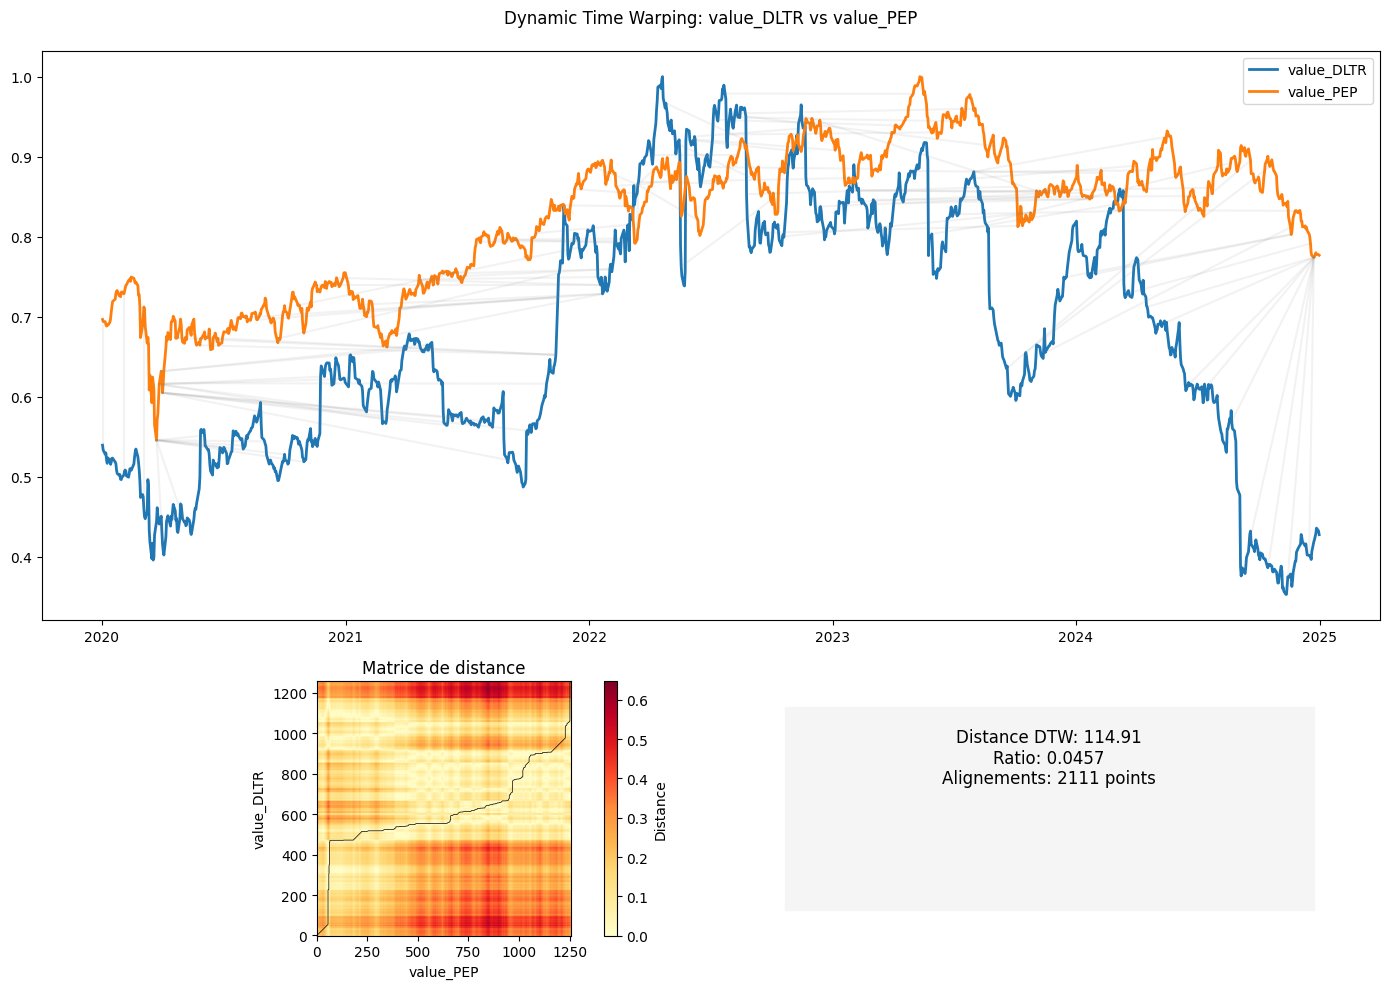 Dynamic Time Warping: value_DLTR vs value_PEP
value_DLTR
value_PEP
1.0
0.9
0.8
0.7
0.6
0.5
0.4
2020 2021 2022 2023 2024 2025
Matrice de distance
1200
1000
800
600
400
200
0
value_DLTR
0 250 500 750 1000 1250
value_PEP
0.6
0.5
0.4
0.3
0.2
0.1
0.0
Distance
Distance DTW: 114.91
Ratio: 0.0457
Alignements: 2111 points